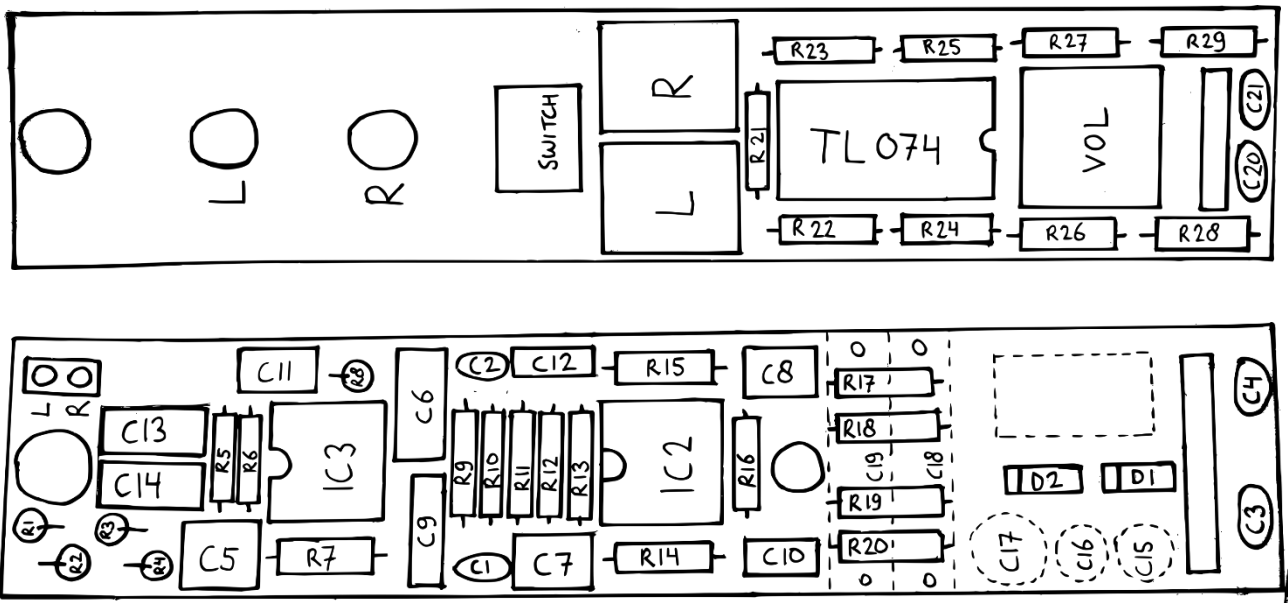 R23
R25
R27
R29
L
R
SWITCH
R
L
R21
TL074
VOL
C21
C20
R22
R24
R26
R28
L
R
C11
R8
C13
C14
R5
R6
IC3
C6
C2
C12
R15
C8
R9
R10
R11
R12
R13
IC2
R16
R17
R18
C19
C18
R19
R20
D2
D1
C4
C3
R1
R2
R3
R4
C5
R7
C9
C1
C7
R14
C10
C17
C16
C15